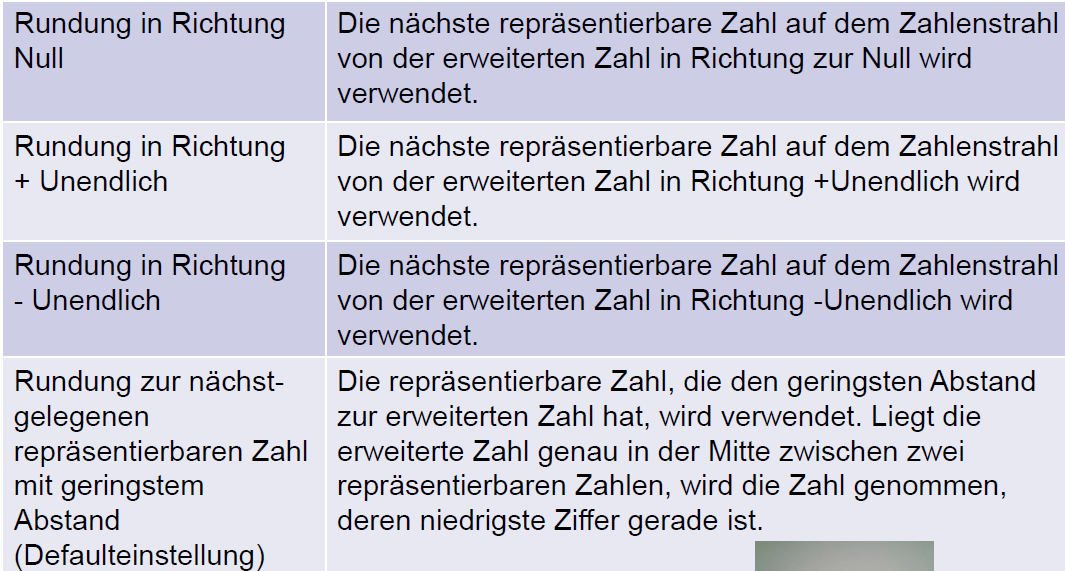 Rundung in Richtung
Null
Die nächste repräsentierbare Zahl auf dem Zahlenstrahl
von der erweiterten Zahl in Richtung zur Null wird
verwendet.
Rundung in Richtung
+ Unendlich
Die nächste repräsentierbare Zahl auf dem Zahlenstrahl
von der erweiterten Zahl in Richtung +Unendlich wird
verwendet.
Rundung in Richtung
- Unendlich
Die nächste repräsentierbare Zahl auf dem Zahlenstrahl
von der erweiterten Zahl in Richtung -Unendlich wird
verwendet.
Rundung zur nächst-
gelegenen
repräsentierbaren Zahl
mit geringstem
Abstand
(Defaulteinstellung)
Die repräsentierbare Zahl, die den geringsten Abstand
zur erweiterten Zahl hat, wird verwendet. Liegt die
erweiterte Zahl genau in der Mitte zwischen zwei
repräsentierbaren Zahlen, wird die Zahl genommen,
deren niedrigste Ziffer gerade ist.